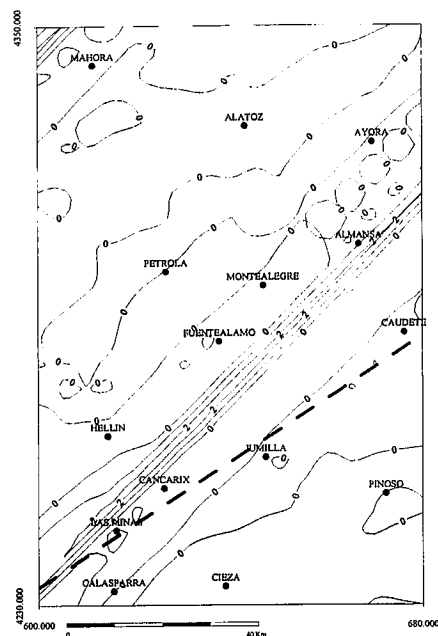 4350.000
MAHORA
ALATOZ
AYORA
ALMANSA
PETROLA
MONTEALEGRE
FUENTEALAMO
CAUDETE
HELLIN
JUMILLA
CANCARIX
PINOSO
LAS MINAS
CALASPARRA
CIEZA
4230.000
600.000
680.000
0
40 Km